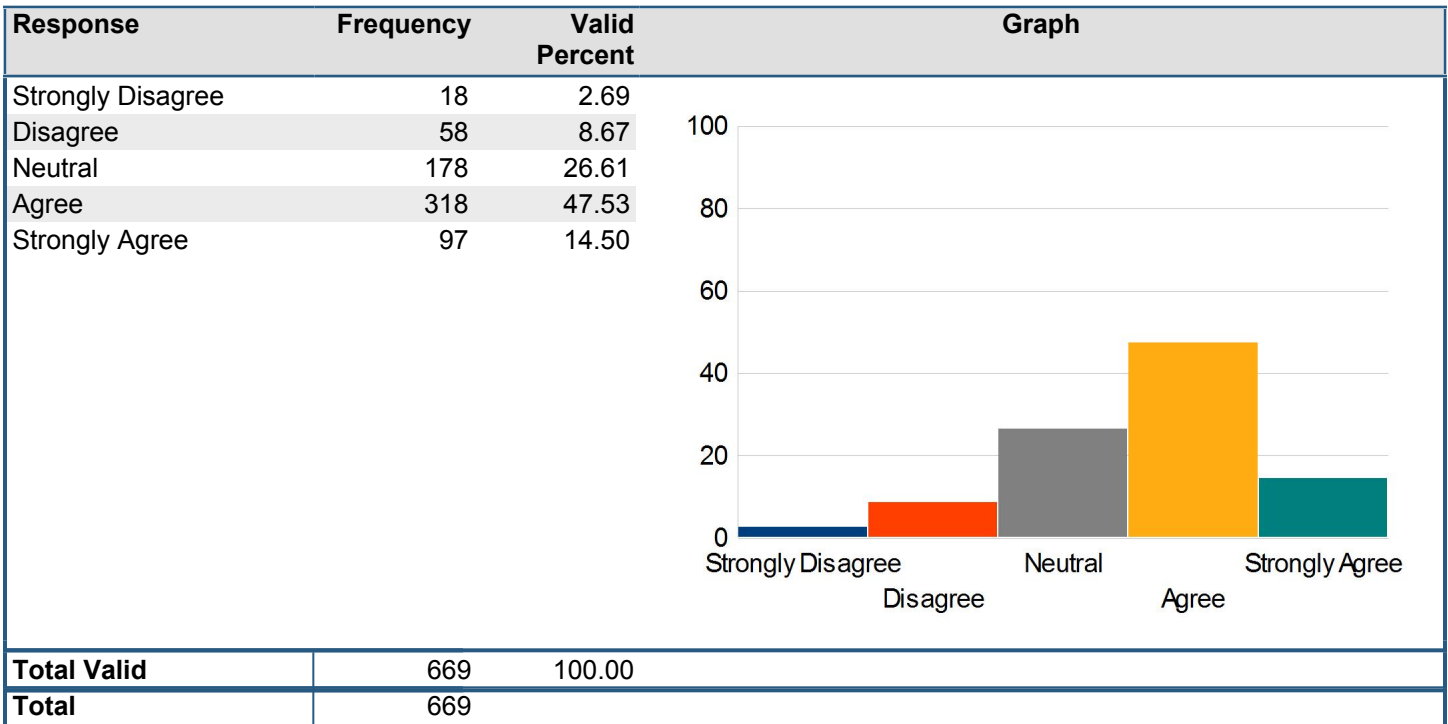 Response Frequency Valid Percent Graph
Strongly Disagree 18 2.69
Disagree 58 8.67
Neutral 178 26.61
Agree 318 47.53
Strongly Agree 97 14.50
100
80
60
40
20
0
Strongly Disagree Neutral Strongly Agree
Disagree Agree
Total Valid 669 100.00
Total 669